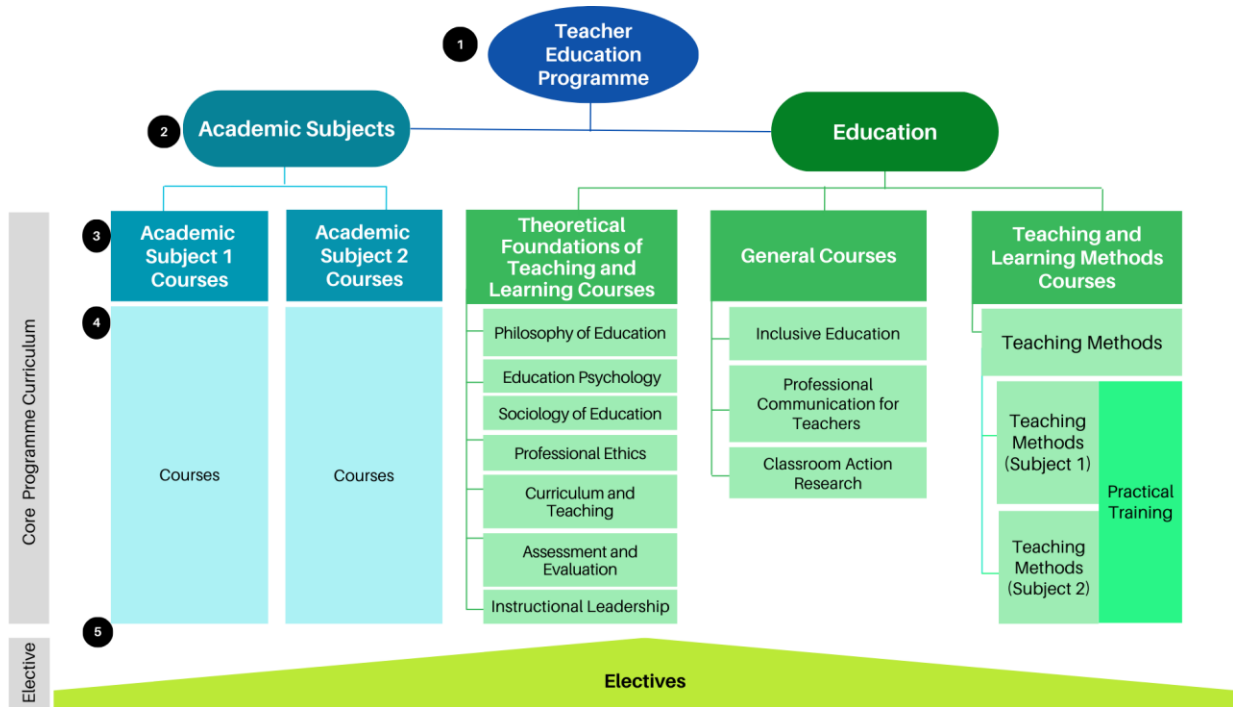 1
Teacher
Education
Programme
2
Academic Subjects
Education
Core Programme Curriculum
3
Academic
Subject 1
Courses
Academic
Subject 2
Courses
Theoretical
Foundations of
Teaching and
Learning Courses
General Courses
Teaching and
Learning Methods
Courses
4
Courses
Courses
Philosophy of Education
Education Psychology
Sociology of Education
Professional Ethics
Curriculum and
Teaching
Assessment and
Evaluation
Instructional Leadership
Inclusive Education
Professional
Communication for
Teachers
Classroom Action
Research
Teaching Methods
Teaching
Methods
(Subject 1)
Teaching
Methods
(Subject 2)
Practical
Training
5
Elective
Electives